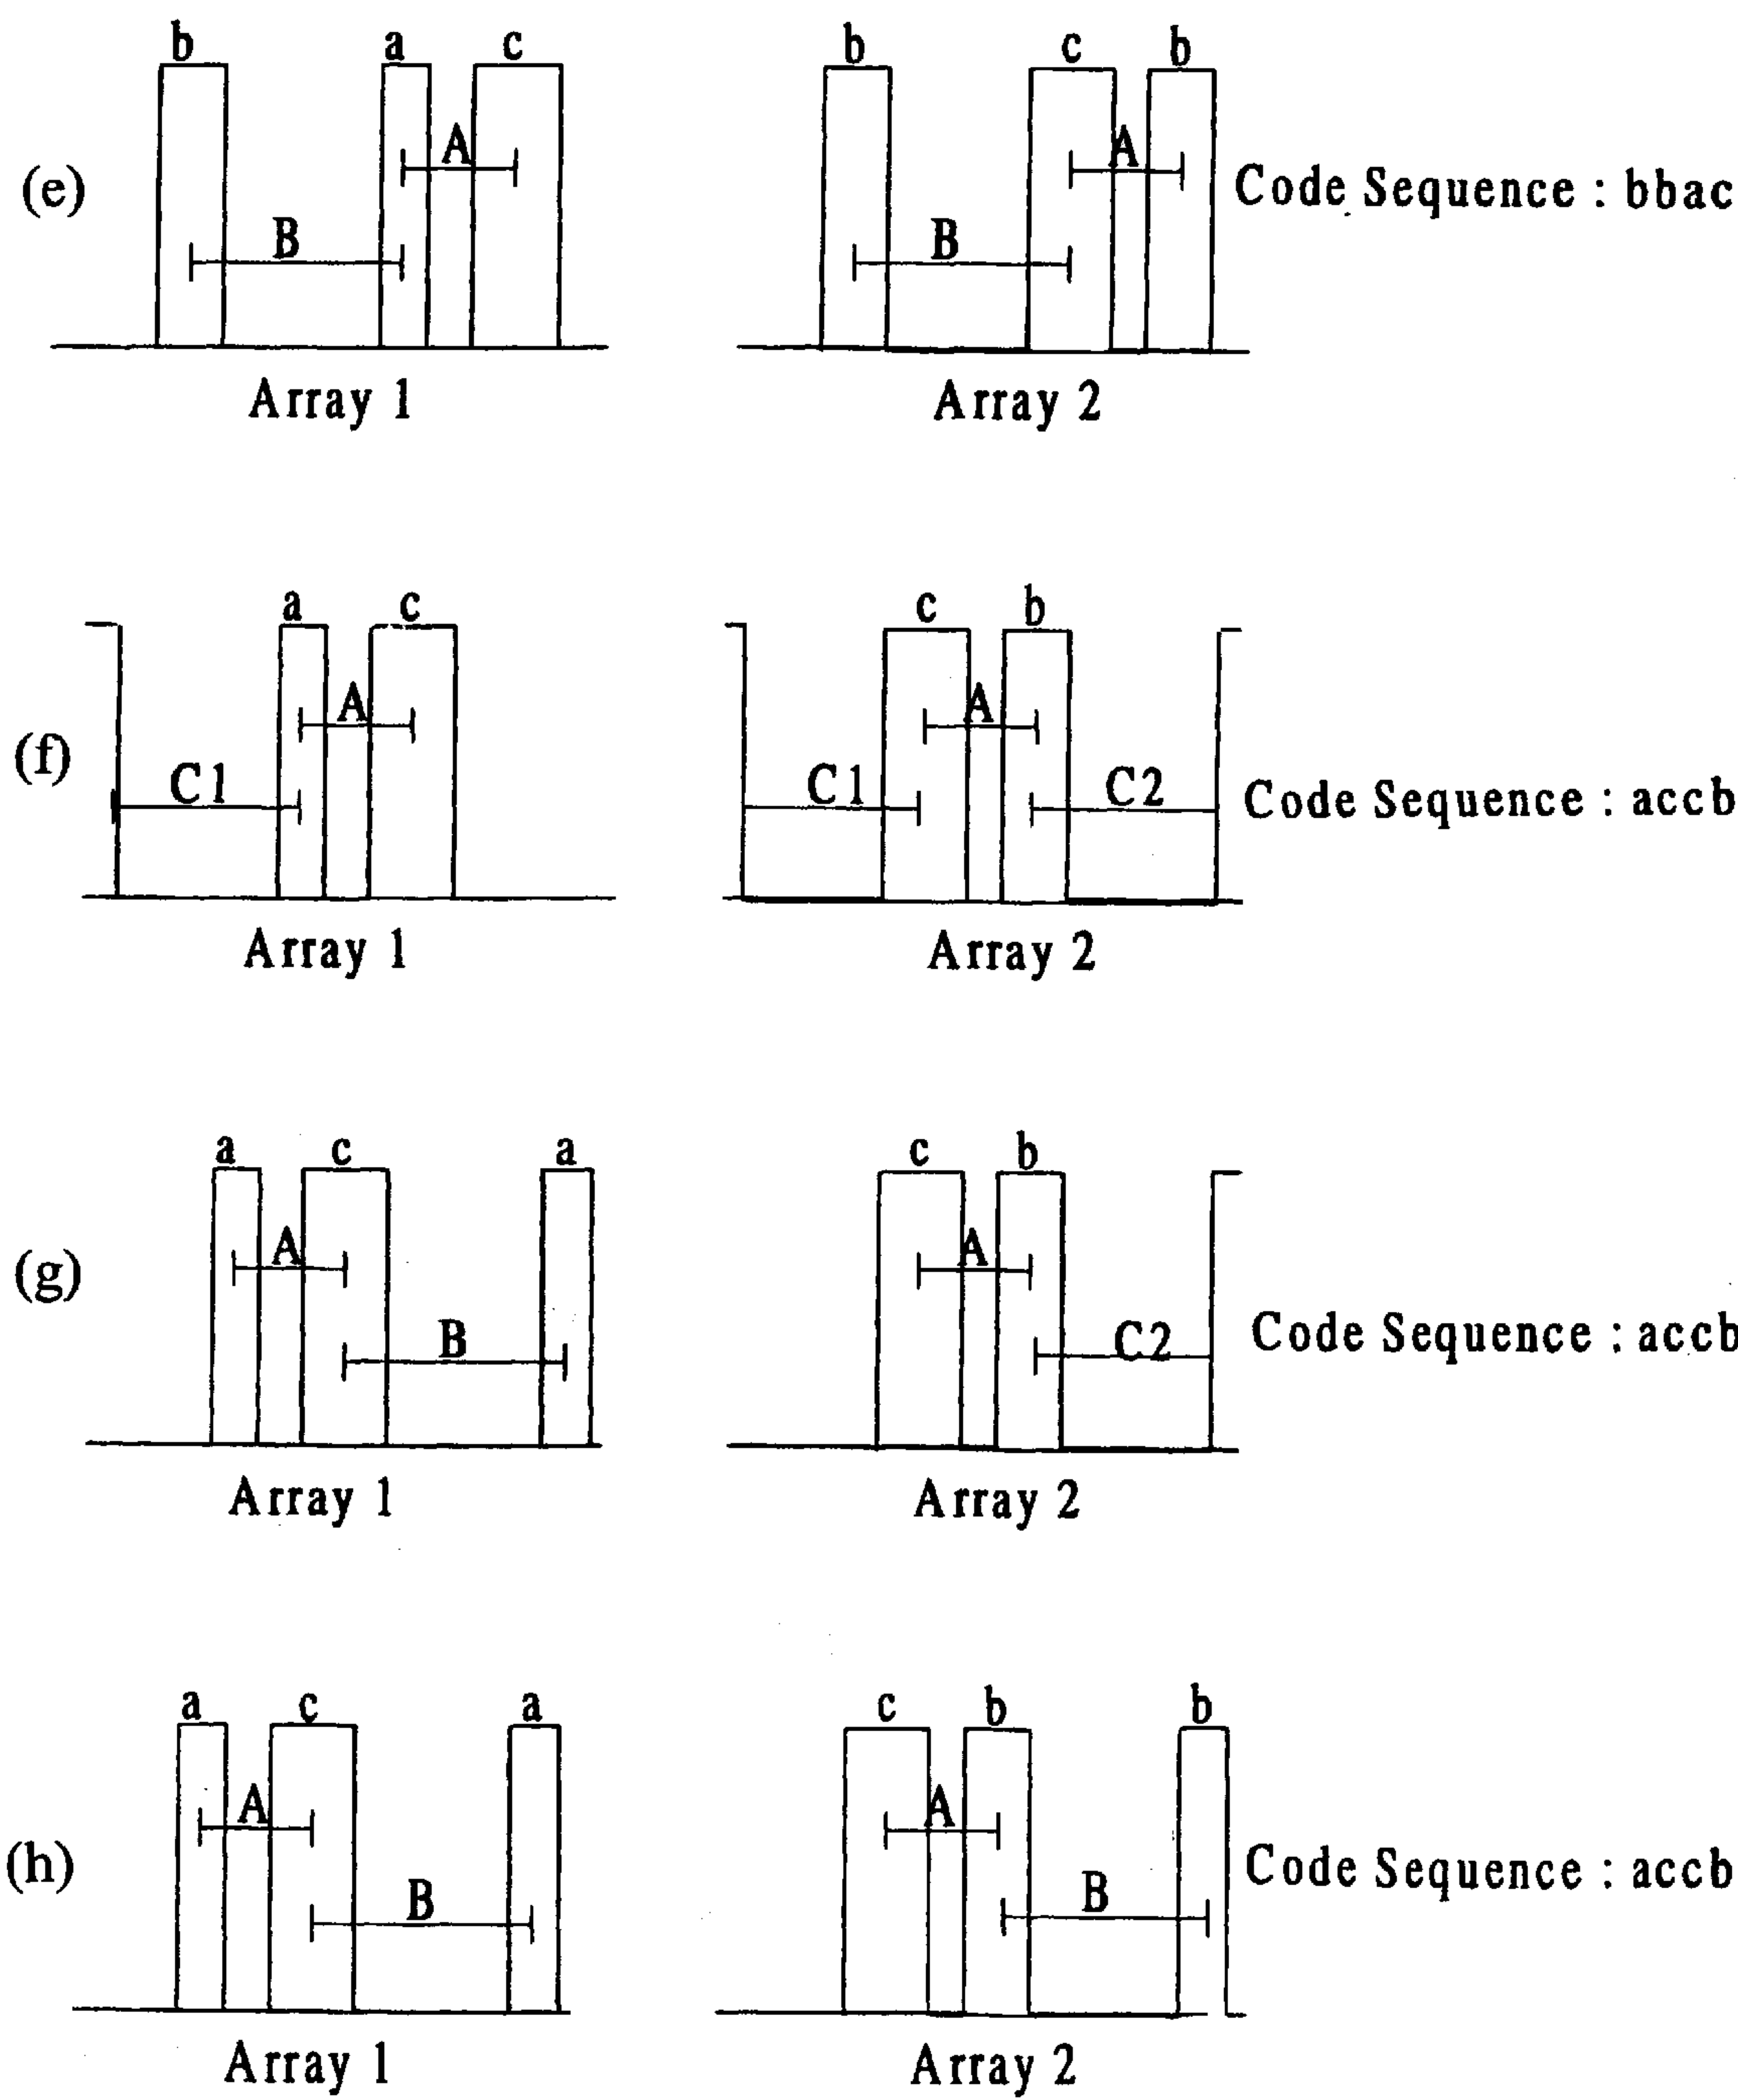 b a c b c b
A A
(e) Code Sequence : bbac
B B
Array 1 Array 2
a c c b
A A
(f) C1 C1 C2 Code Sequence : accb
Array 1 Array 2
a c a c b
A A
(g) B C2 Code Sequence : accb
Array 1 Array 2
a c a c b b
A A
(h) B B Code Sequence : accb
Array 1 Array 2